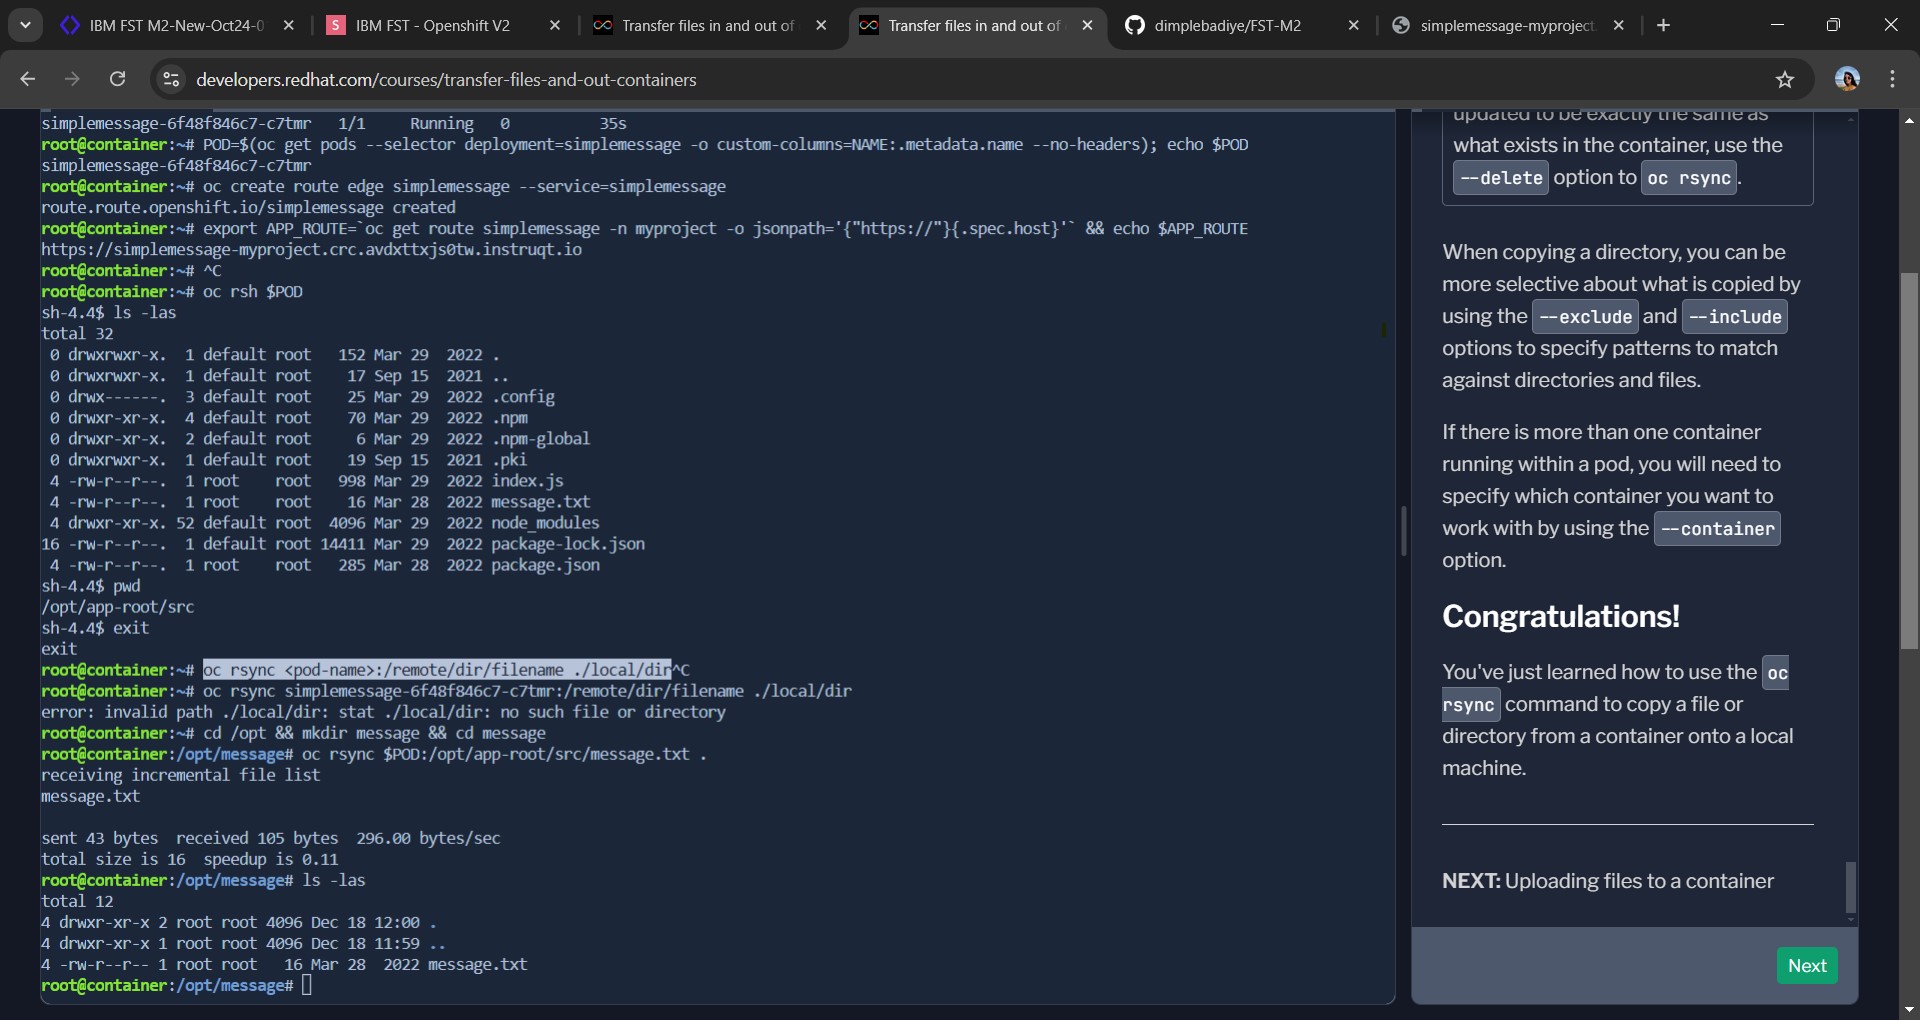 IBM FST M2-New-Oct24-0
IBM FST - Openshift V2
Transfer files in and out of
Transfer files in and out of
dimplebadiye/FST-M2
simplemessage-myproject.
developers.redhat.com/courses/transfer-files-and-out-containers
simplemessage-6f48f846c7-c7tmr   1/1     Running   0          35s
root@container:~# POD=$(oc get pods --selector deployment=simplemessage -o custom-columns=NAME:.metadata.name --no-headers); echo $POD
simplemessage-6f48f846c7-c7tmr
root@container:~# oc create route edge simplemessage --service=simplemessage
route.route.openshift.io/simplemessage created
root@container:~# export APP_ROUTE=`oc get route simplemessage -n myproject -o jsonpath='{"https://"}{.spec.host}'` && echo $APP_ROUTE
https://simplemessage-myproject.crc.avdxttxjs0tw.instruqt.io
root@container:~# ^C
root@container:~# oc rsh $POD
sh-4.4$ ls -las
total 32
0 drwxrwxr-x.  1 default root   152 Mar 29  2022 .
0 drwxrwxr-x.  1 default root    17 Sep 15  2021 ..
0 drwx------.  3 default root    25 Mar 29  2022 .config
0 drwxr-xr-x.  4 default root    70 Mar 29  2022 .npm
0 drwxr-xr-x.  2 default root     6 Mar 29  2022 .npm-global
0 drwxrwxr-x.  1 default root    19 Sep 15  2021 .pki
4 -rw-r--r--.  1 root    root   998 Mar 29  2022 index.js
4 -rw-r--r--.  1 root    root    16 Mar 28  2022 message.txt
4 drwxr-xr-x. 52 default root  4096 Mar 29  2022 node_modules
16 -rw-r--r--.  1 default root 14411 Mar 29  2022 package-lock.json
4 -rw-r--r--.  1 root    root   285 Mar 28  2022 package.json
sh-4.4$ pwd
/opt/app-root/src
sh-4.4$ exit
exit
root@container:~# oc rsync <pod-name>:/remote/dir/filename ./local/dir^C
root@container:~# oc rsync simplemessage-6f48f846c7-c7tmr:/remote/dir/filename ./local/dir
error: invalid path ./local/dir: stat ./local/dir: no such file or directory
root@container:~# cd /opt && mkdir message && cd message
root@container:/opt/message# oc rsync $POD:/opt/app-root/src/message.txt .
receiving incremental file list
message.txt
sent 43 bytes  received 105 bytes  296.00 bytes/sec
total size is 16  speedup is 0.11
root@container:/opt/message# ls -las
total 12
4 drwxr-xr-x 2 root root 4096 Dec 18 12:00 .
4 drwxr-xr-x 1 root root 4096 Dec 18 11:59 ..
4 -rw-r--r-- 1 root root   16 Mar 28  2022 message.txt
root@container:/opt/message#
updated to be exactly the same as
what exists in the container, use the
--delete option to oc rsync.
When copying a directory, you can be
more selective about what is copied by
using the --exclude and --include
options to specify patterns to match
against directories and files.
If there is more than one container
running within a pod, you will need to
specify which container you want to
work with by using the --container
option.
Congratulations!
You've just learned how to use the oc
rsync command to copy a file or
directory from a container onto a local
machine.
NEXT: Uploading files to a container
Next